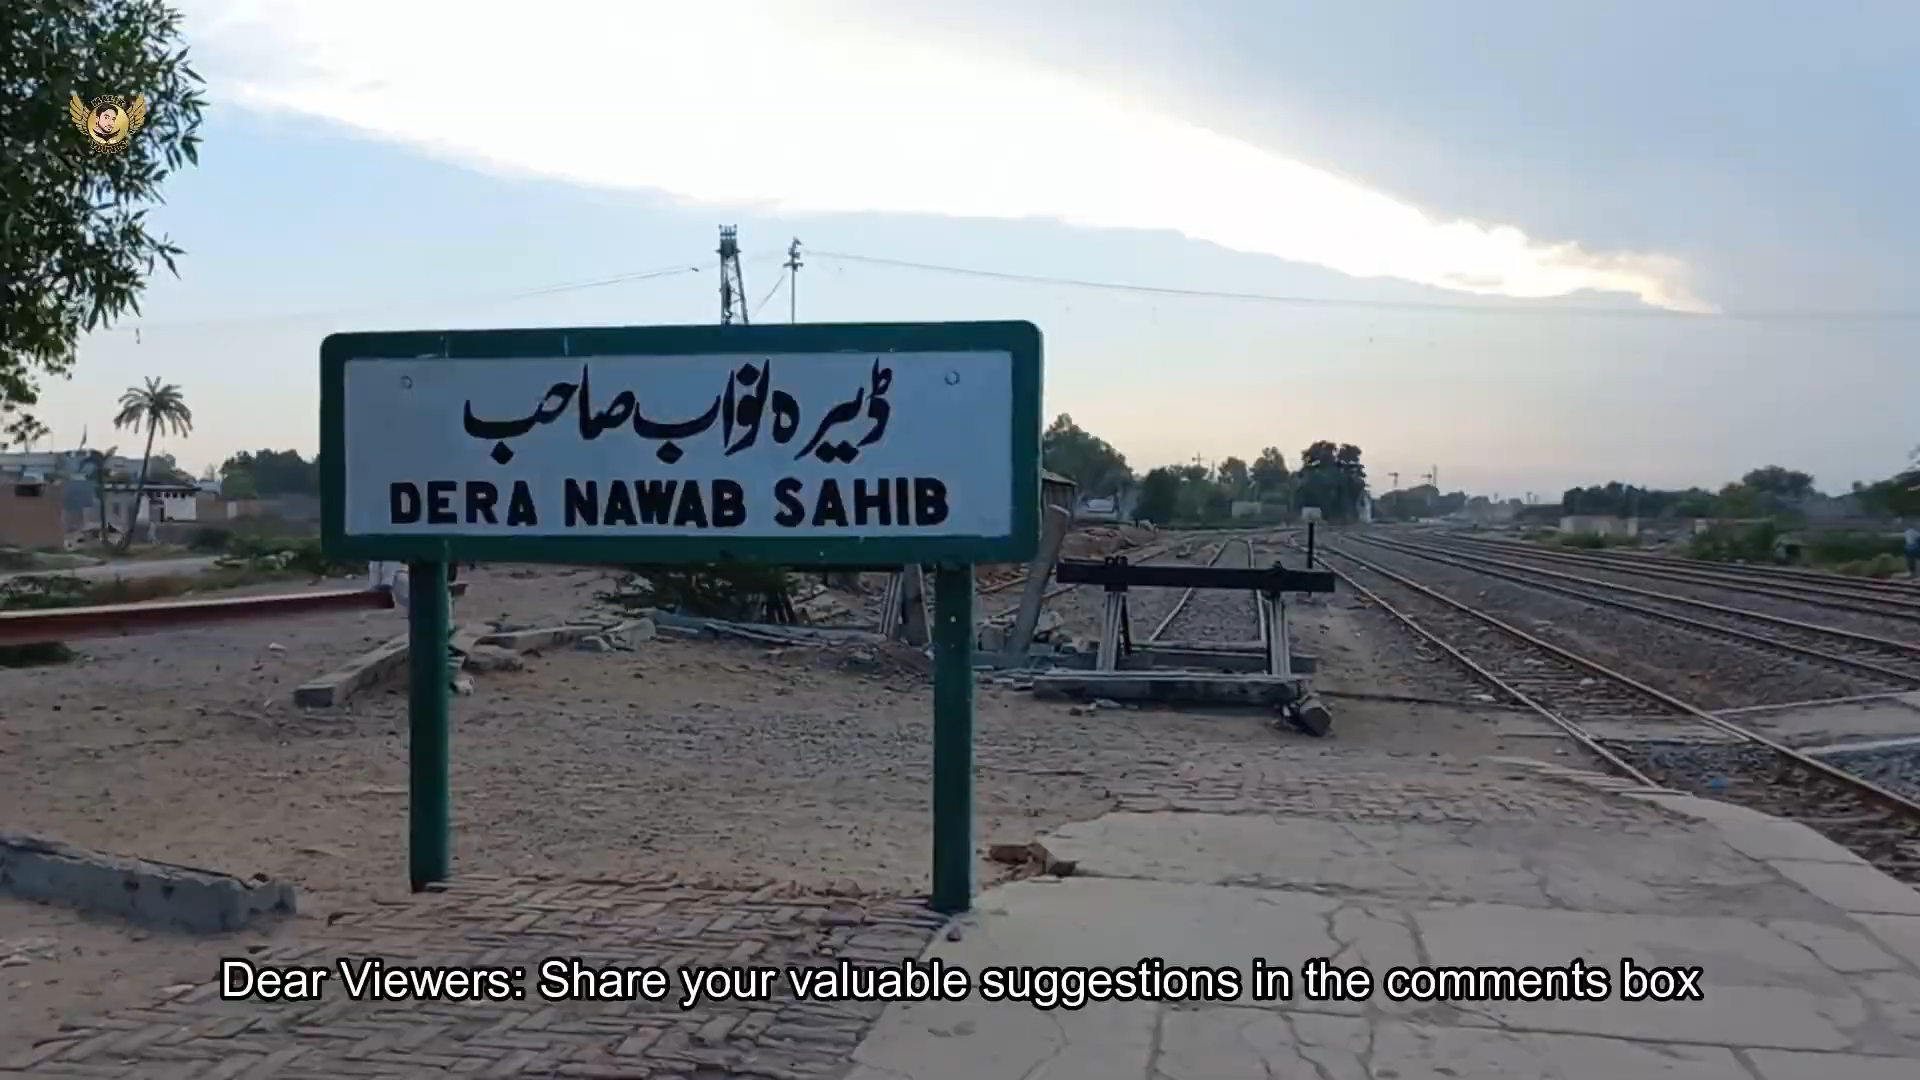 ڈیرہ نواب صاحب
DERA NAWAB SAHIB
Dear Viewers: Share your valuable suggestions in the comments box